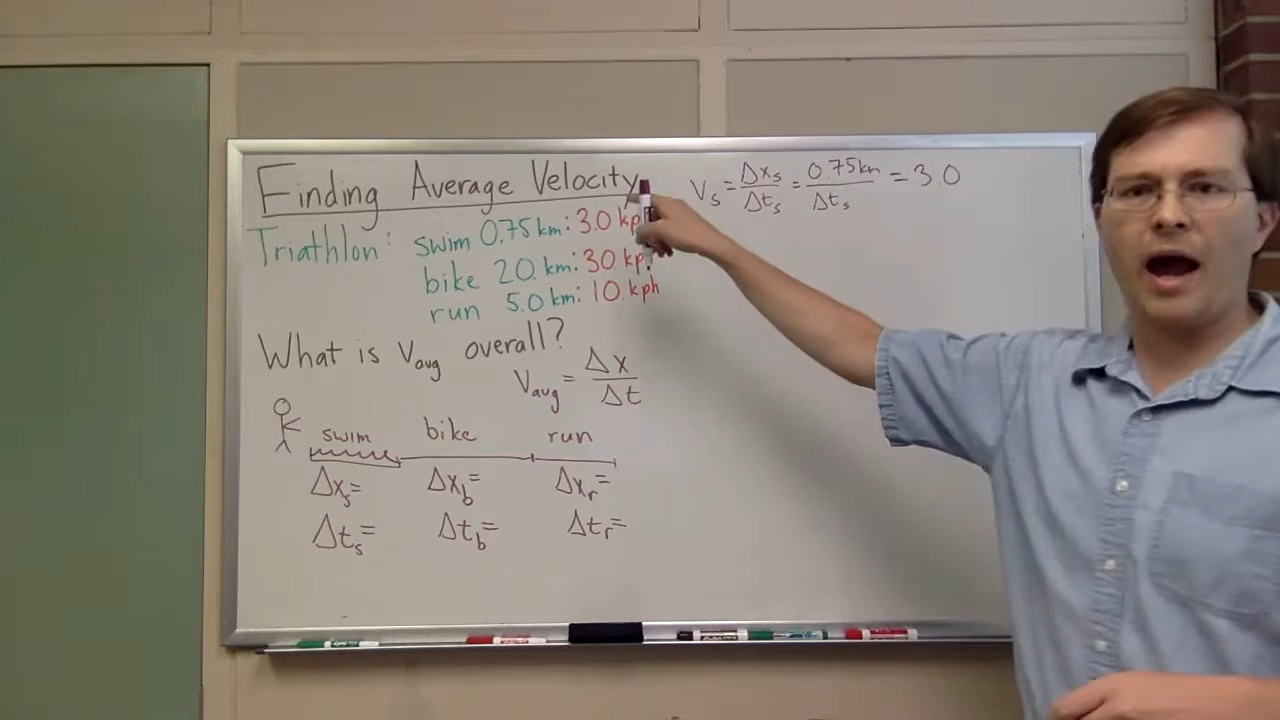 Finding Average Velocity
Triathlon: swim 0.75 km: 3.0 kp
bike 20. km: 30. kp
run 5.0 km: 10. kph
What is Vavg overall?
Vavg = Δx/Δt
swim bike run
Δxs= Δxb= Δxr=
Δts= Δtb= Δtr=
Vs = Δxs/Δts = 0.75km/Δts = 3.0